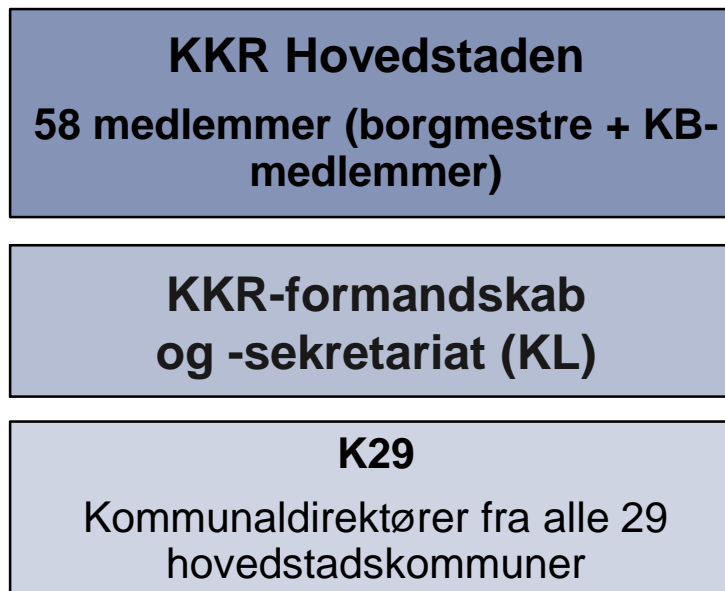 KKR Hovedstaden
58 medlemmer (borgmestre + KB-
medlemmer)
KKR-formandskab
og -sekretariat (KL)
K29
Kommunaldirektører fra alle 29
hovedstadskommuner